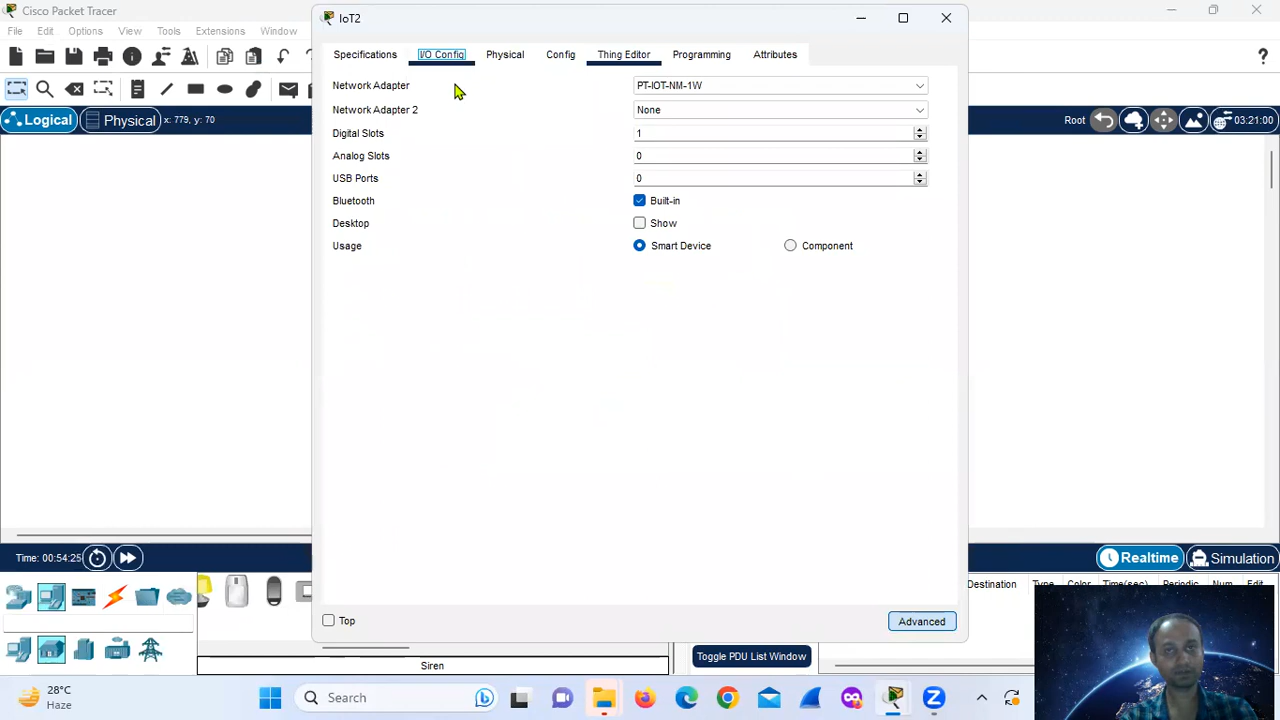 Cisco Packet Tracer
File Edit Options View Tools Extensions Window
Logical Physical x: 779, y: 70
IoT2
Specifications I/O Config Physical Config Thing Editor Programming Attributes
Network Adapter PT-IOT-NM-1W
Network Adapter 2 None
Digital Slots 1
Analog Slots 0
USB Ports 0
Bluetooth Built-in
Desktop Show
Usage Smart Device Component
Top Advanced
?
Root 03:21:00
Time: 00:54:25
Realtime Simulation
Destination Type Color Time(sec) Periodic Num Edit
Siren
Toggle PDU List Window
28°C
Haze
Search